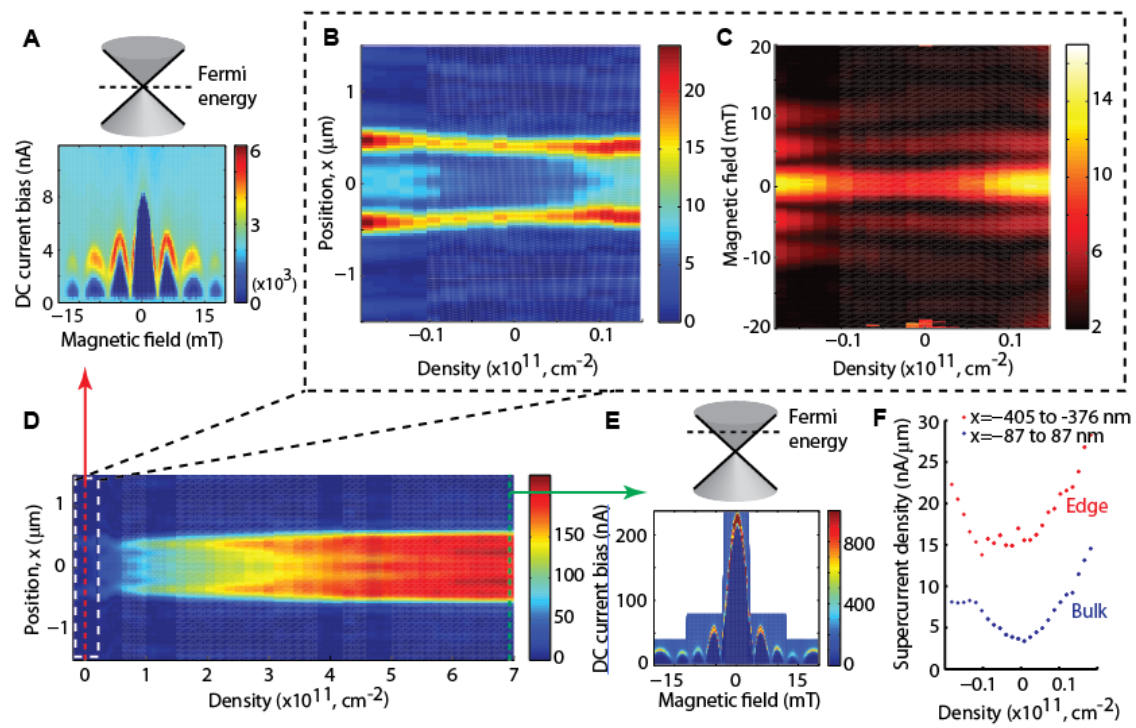 A
Fermi
energy
DC current bias (nA)
8
4
0
6
3
0
(x10³)
−15
0
15
Magnetic field (mT)
B
Posiition, x (µm)
1
0
−1
20
15
10
5
0
−0.1
0
0.1
Density (x10¹¹, cm⁻²)
C
Magnetic field (mT)
20
10
0
-10
-20
14
10
6
2
−0.1
0
0.1
Density (x10¹¹, cm⁻²)
D
Position, x (µm)
1
0
−1
150
100
50
0
0
1
2
3
4
5
6
7
Density (x10¹¹, cm⁻²)
E
Fermi
energy
DC current bias (nA)
200
100
0
800
400
0
−15
0
15
Magnetic field (mT)
F
x=−405 to -376 nm
x=−87 to 87 nm
Supercurrent density (nA/µm)
30
25
20
15
10
5
0
Edge
Bulk
−0.1
0
0.1
Density (x10¹¹, cm⁻²)